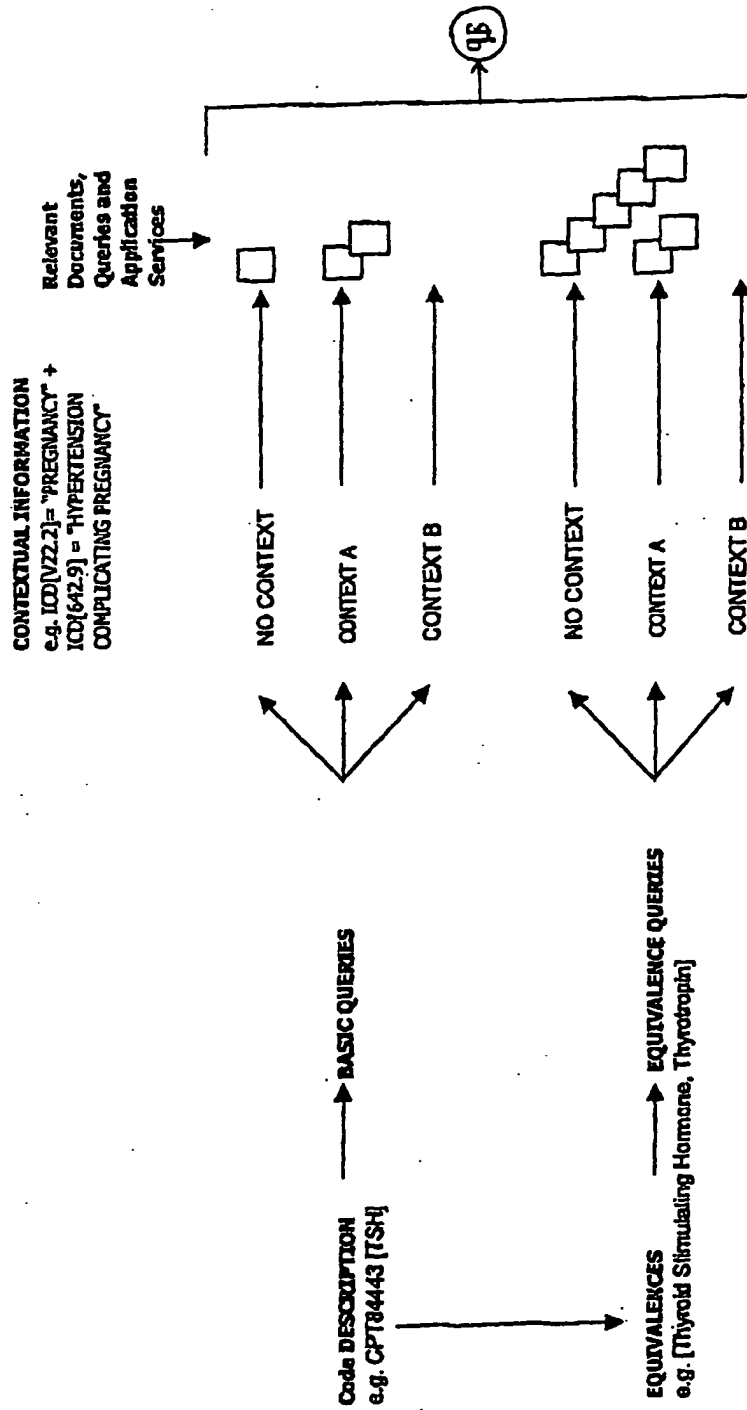 CONTEXTUAL INFORMATION
e.g. ICD[V22.2]= "PREGNANCY" +
ICD[642.9] = "HYPERTENSION
COMPLICATING PREGNANCY"
Relevant
Documents,
Queries and
Application
Services
Code DESCRIPTION
e.g. CPT84443 [TSH]
BASIC QUERIES
NO CONTEXT
CONTEXT A
CONTEXT B
EQUIVALENCES
e.g. [Thyroid Stimulating Hormone, Thyrotropin]
EQUIVALENCE QUERIES
NO CONTEXT
CONTEXT A
CONTEXT B